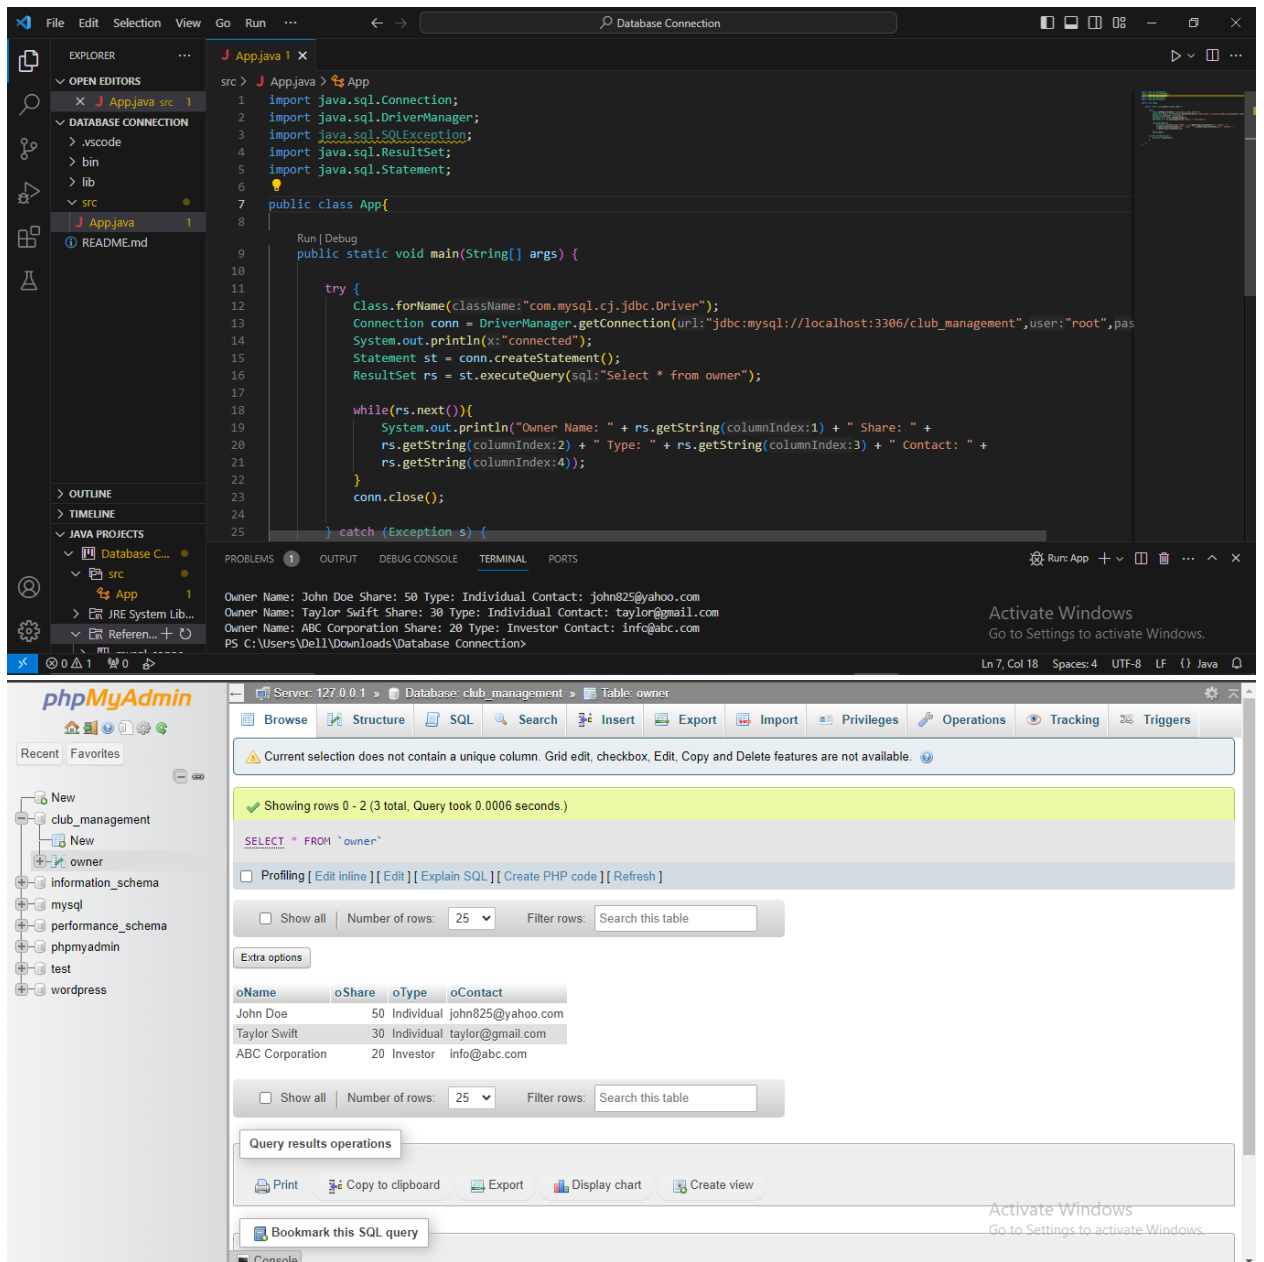 File Edit Selection View Go Run ··· Database Connection
EXPLORER ···
OPEN EDITORS
App.java src 1
DATABASE CONNECTION
.vscode
bin
lib
src
J App.java 1
README.md
OUTLINE
TIMELINE
JAVA PROJECTS
Database C...
src
App 1
JRE System Lib...
Referen...
J App.java 1
src > J App.java > App
1 import java.sql.Connection;
2 import java.sql.DriverManager;
3 import java.sql.SQLException;
4 import java.sql.ResultSet;
5 import java.sql.Statement;
6
7 public class App{
8
Run | Debug
9 public static void main(String[] args) {
10
11 try {
12 Class.forName(className:"com.mysql.cj.jdbc.Driver");
13 Connection conn = DriverManager.getConnection(url:"jdbc:mysql://localhost:3306/club_management",user:"root",pas
14 System.out.println(x:"connected");
15 Statement st = conn.createStatement();
16 ResultSet rs = st.executeQuery(sql:"Select * from owner");
17
18 while(rs.next()){
19 System.out.println("Owner Name: " + rs.getString(columnIndex:1) + " Share: " +
20 rs.getString(columnIndex:2) + " Type: " + rs.getString(columnIndex:3) + " Contact: " +
21 rs.getString(columnIndex:4));
22 }
23 conn.close();
24
25 } catch (Exception s) {
PROBLEMS 1 OUTPUT DEBUG CONSOLE TERMINAL PORTS Run: App
Owner Name: John Doe Share: 50 Type: Individual Contact: john825@yahoo.com
Owner Name: Taylor Swift Share: 30 Type: Individual Contact: taylor@gmail.com
Owner Name: ABC Corporation Share: 20 Type: Investor Contact: info@abc.com
PS C:\Users\Dell\Downloads\Database Connection>
Activate Windows
Go to Settings to activate Windows.
0 1 0 Ln 7, Col 18 Spaces: 4 UTF-8 LF {} Java
phpMyAdmin
Recent Favorites
New
club_management
New
owner
information_schema
mysql
performance_schema
phpmyadmin
test
wordpress
Server: 127.0.0.1 » Database: club_management » Table: owner
Browse Structure SQL Search Insert Export Import Privileges Operations Tracking Triggers
Current selection does not contain a unique column. Grid edit, checkbox, Edit, Copy and Delete features are not available.
Showing rows 0 - 2 (3 total, Query took 0.0006 seconds.)
SELECT * FROM `owner`
Profiling [ Edit inline ] [ Edit ] [ Explain SQL ] [ Create PHP code ] [ Refresh ]
Show all | Number of rows: 25 Filter rows: Search this table
Extra options
oName oShare oType oContact
John Doe 50 Individual john825@yahoo.com
Taylor Swift 30 Individual taylor@gmail.com
ABC Corporation 20 Investor info@abc.com
Show all | Number of rows: 25 Filter rows: Search this table
Query results operations
Print Copy to clipboard Export Display chart Create view
Activate Windows
Go to Settings to activate Windows.
Bookmark this SQL query
Console